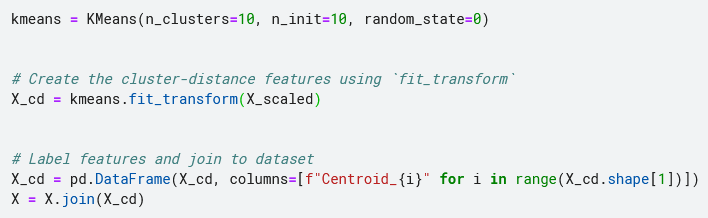 kmeans = KMeans(n_clusters=10, n_init=10, random_state=0)
# Create the cluster-distance features using `fit_transform`
X_cd = kmeans.fit_transform(X_scaled)
# Label features and join to dataset
X_cd = pd.DataFrame(X_cd, columns=[f"Centroid_{i}" for i in range(X_cd.shape[1])])
X = X.join(X_cd)